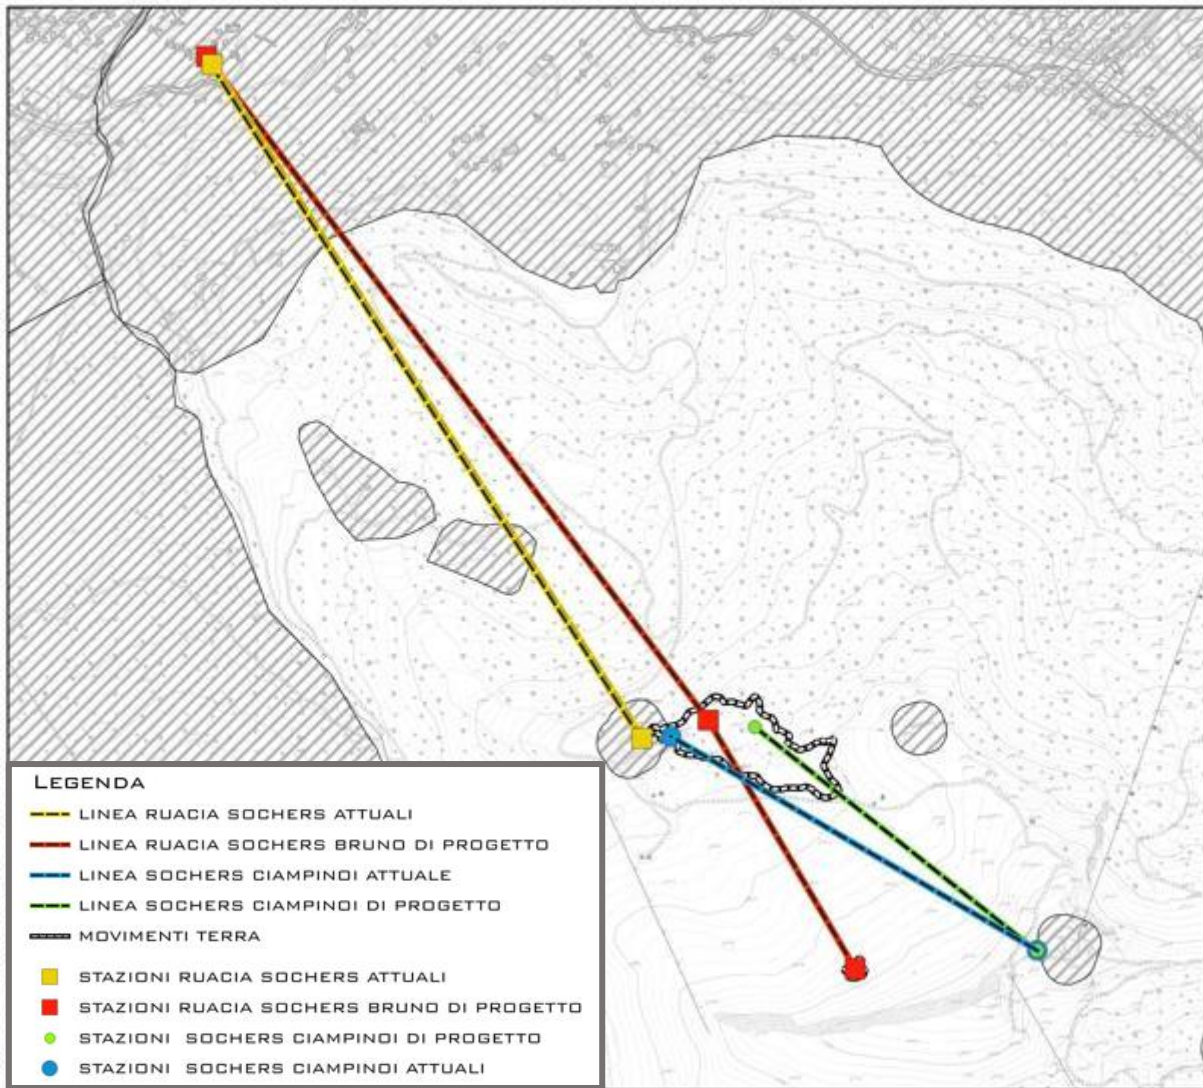 LEGENDA
LINEA RUACIA SOCHERS ATTUALI
LINEA RUACIA SOCHERS BRUNO DI PROGETTO
LINEA SOCHERS CIAMPINOI ATTUALE
LINEA SOCHERS CIAMPINOI DI PROGETTO
MOVIMENTI TERRA
STAZIONI RUACIA SOCHERS ATTUALI
STAZIONI RUACIA SOCHERS BRUNO DI PROGETTO
STAZIONI SOCHERS CIAMPINOI DI PROGETTO
STAZIONI SOCHERS CIAMPINOI ATTUALI